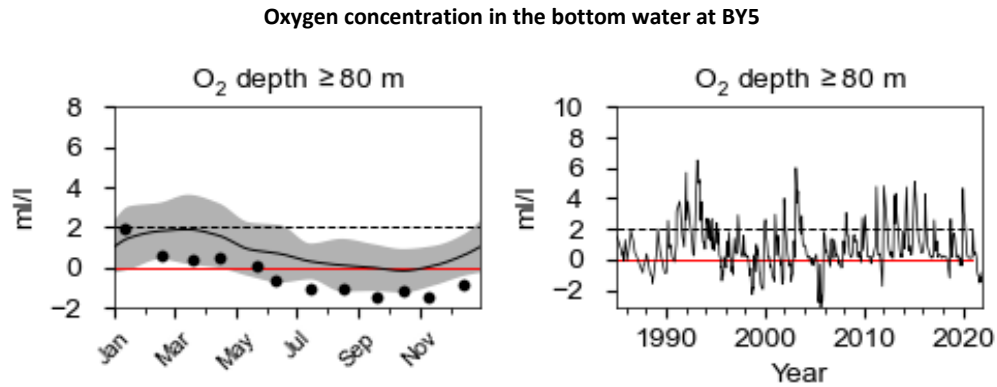 Oxygen concentration in the bottom water at BY5
O₂ depth ≥ 80 m
8
6
4
2
0
−2
ml/l
Jan
Mar
May
Jul
Sep
Nov
O₂ depth ≥ 80 m
10
8
6
4
2
0
−2
ml/l
1990
2000
2010
2020
Year